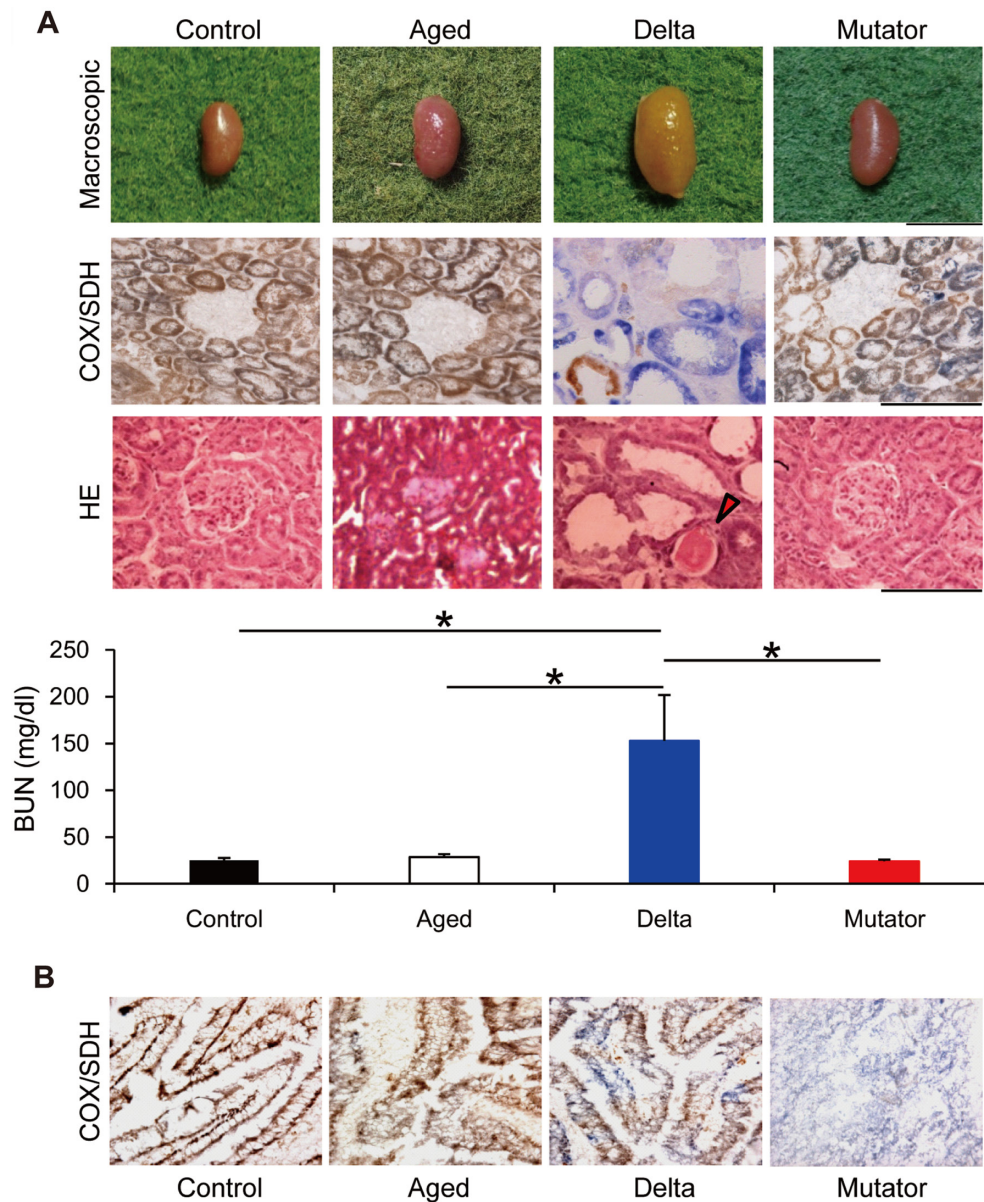 A
Control Aged Delta Mutator
Macroscopic
COX/SDH
HE
*
* *
BUN (mg/dl)
250
200
150
100
50
0
Control Aged Delta Mutator
B
COX/SDH
Control Aged Delta Mutator